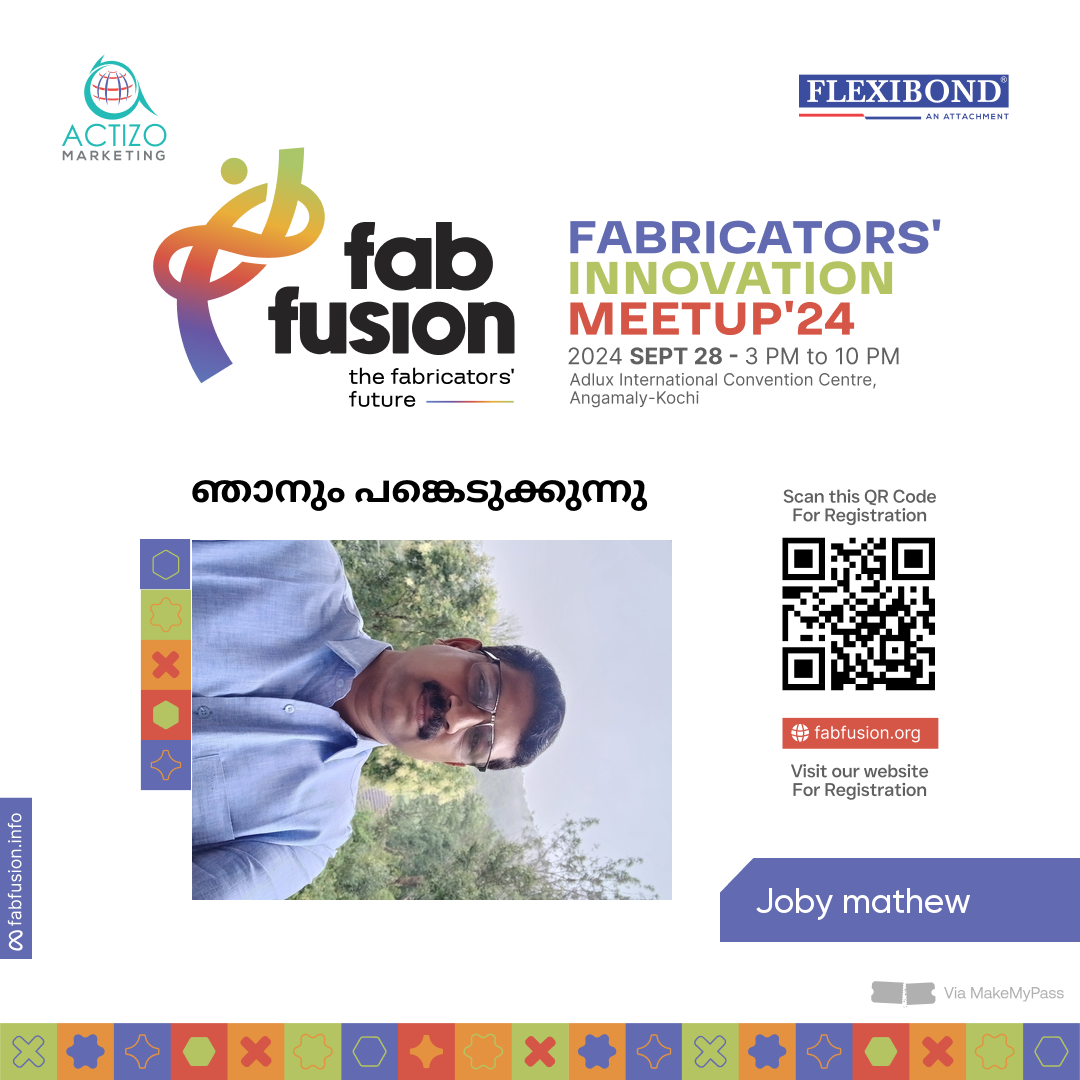 ACTIZO
MARKETING
FLEXIBOND®
AN ATTACHMENT
fab
fusion
the fabricators'
future
FABRICATORS'
INNOVATION
MEETUP'24
2024 SEPT 28 - 3 PM to 10 PM
Adlux International Convention Centre,
Angamaly-Kochi
ഞാനും പങ്കെടുക്കുന്നു
Scan this QR Code
For Registration
fabfusion.org
Visit our website
For Registration
fabfusion.info
Joby mathew
Via MakeMyPass